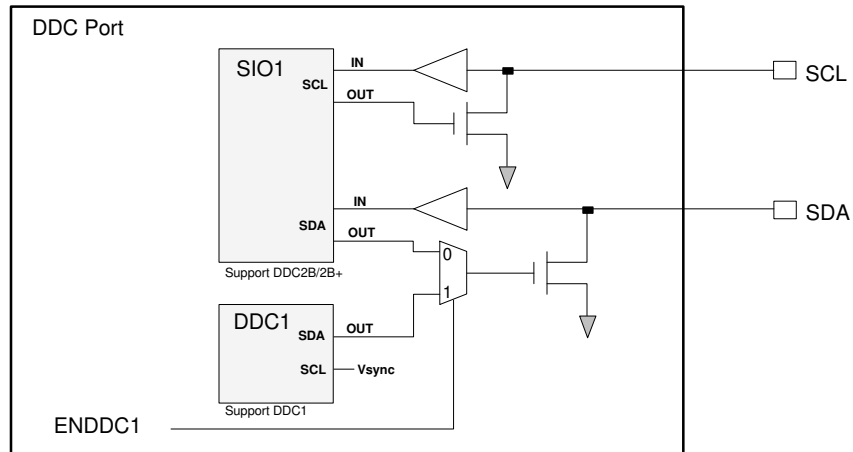 DDC Port
SIO1
IN
SCL
SCL
OUT
IN
SDA
SDA
OUT
0
Support DDC2B/2B+
1
DDC1
OUT
SDA
SCL
Vsync
Support DDC1
ENDDC1